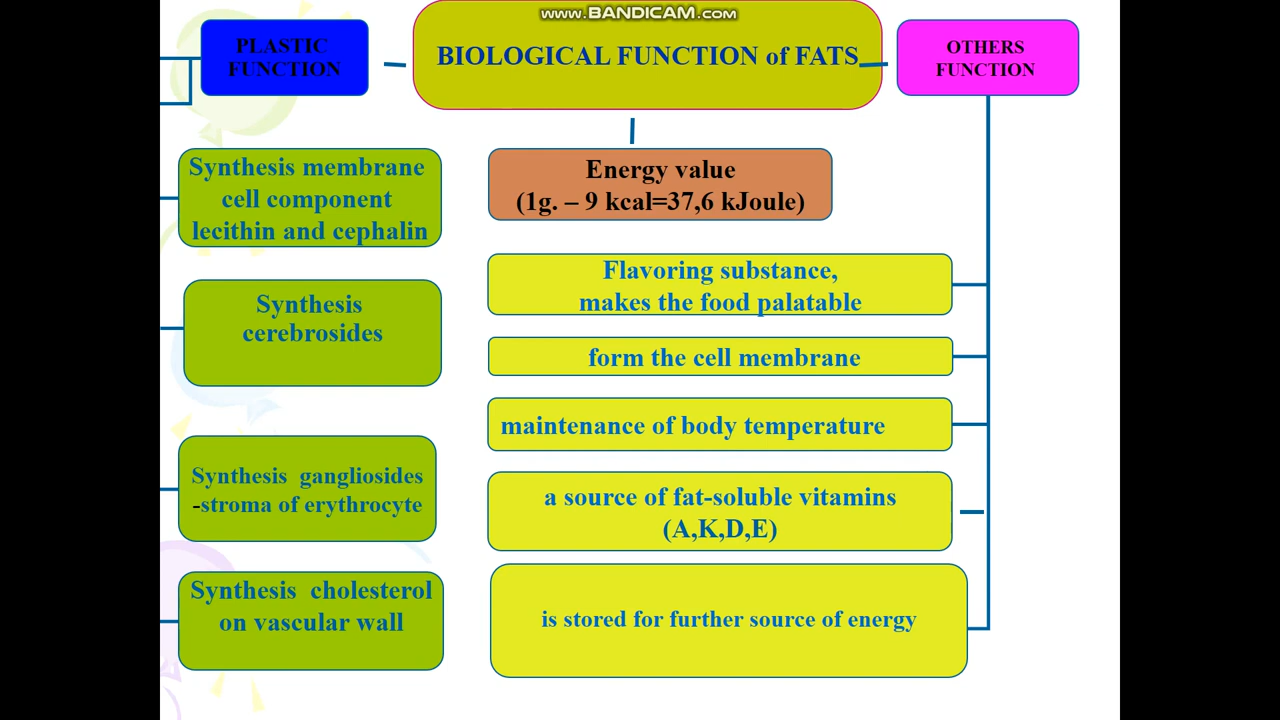 www.BANDICAM.com
PLASTIC
FUNCTION
BIOLOGICAL FUNCTION of FATS
OTHERS
FUNCTION
Synthesis membrane
cell component
lecithin and cephalin
Synthesis
cerebrosides
Synthesis gangliosides
-stroma of erythrocyte
Synthesis cholesterol
on vascular wall
Energy value
(1g. – 9 kcal=37,6 kJoule)
Flavoring substance,
makes the food palatable
form the cell membrane
maintenance of body temperature
a source of fat-soluble vitamins
(A,K,D,E)
is stored for further source of energy